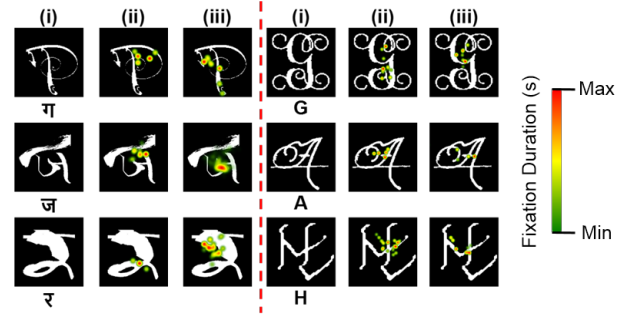 (i) (ii) (iii) (i) (ii) (iii)
ग G
ज A
र H
Fixation Duration (s)
Max
Min